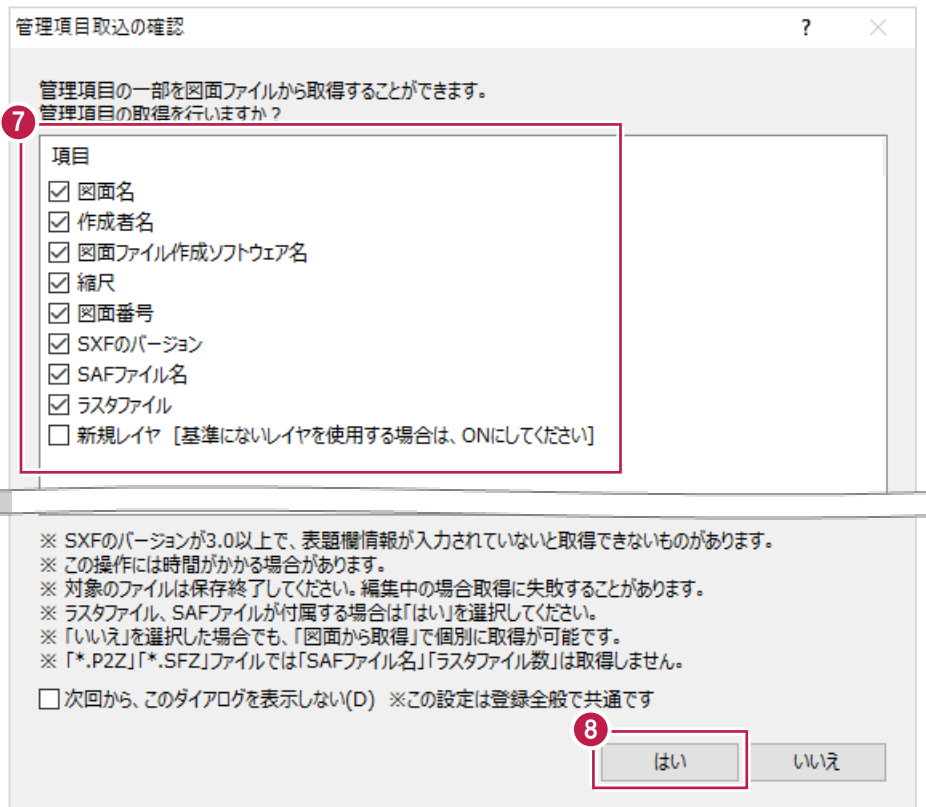 管理項目取込の確認 ? ×
管理項目の一部を図面ファイルから取得することができます。
管理項目の取得を行いますか?
7
項目
図面名
作成者名
図面ファイル作成ソフトウェア名
縮尺
図面番号
SXFのバージョン
SAFファイル名
ラスタファイル
新規レイヤ [基準にないレイヤを使用する場合は、ONにしてください]
※ SXFのバージョンが3.0以上で、表題欄情報が入力されていないと取得できないものがあります。
※ この操作には時間がかかる場合があります。
※ 対象のファイルは保存終了してください。編集中の場合取得に失敗することがあります。
※ ラスタファイル、SAFファイルが付属する場合は「はい」を選択してください。
※ 「いいえ」を選択した場合でも、「図面から取得」で個別に取得が可能です。
※ 「*.P2Z」「*.SFZ」ファイルでは「SAFファイル名」「ラスタファイル数」は取得しません。
次回から、このダイアログを表示しない(D) ※この設定は登録全般で共通です
8
はい いいえ